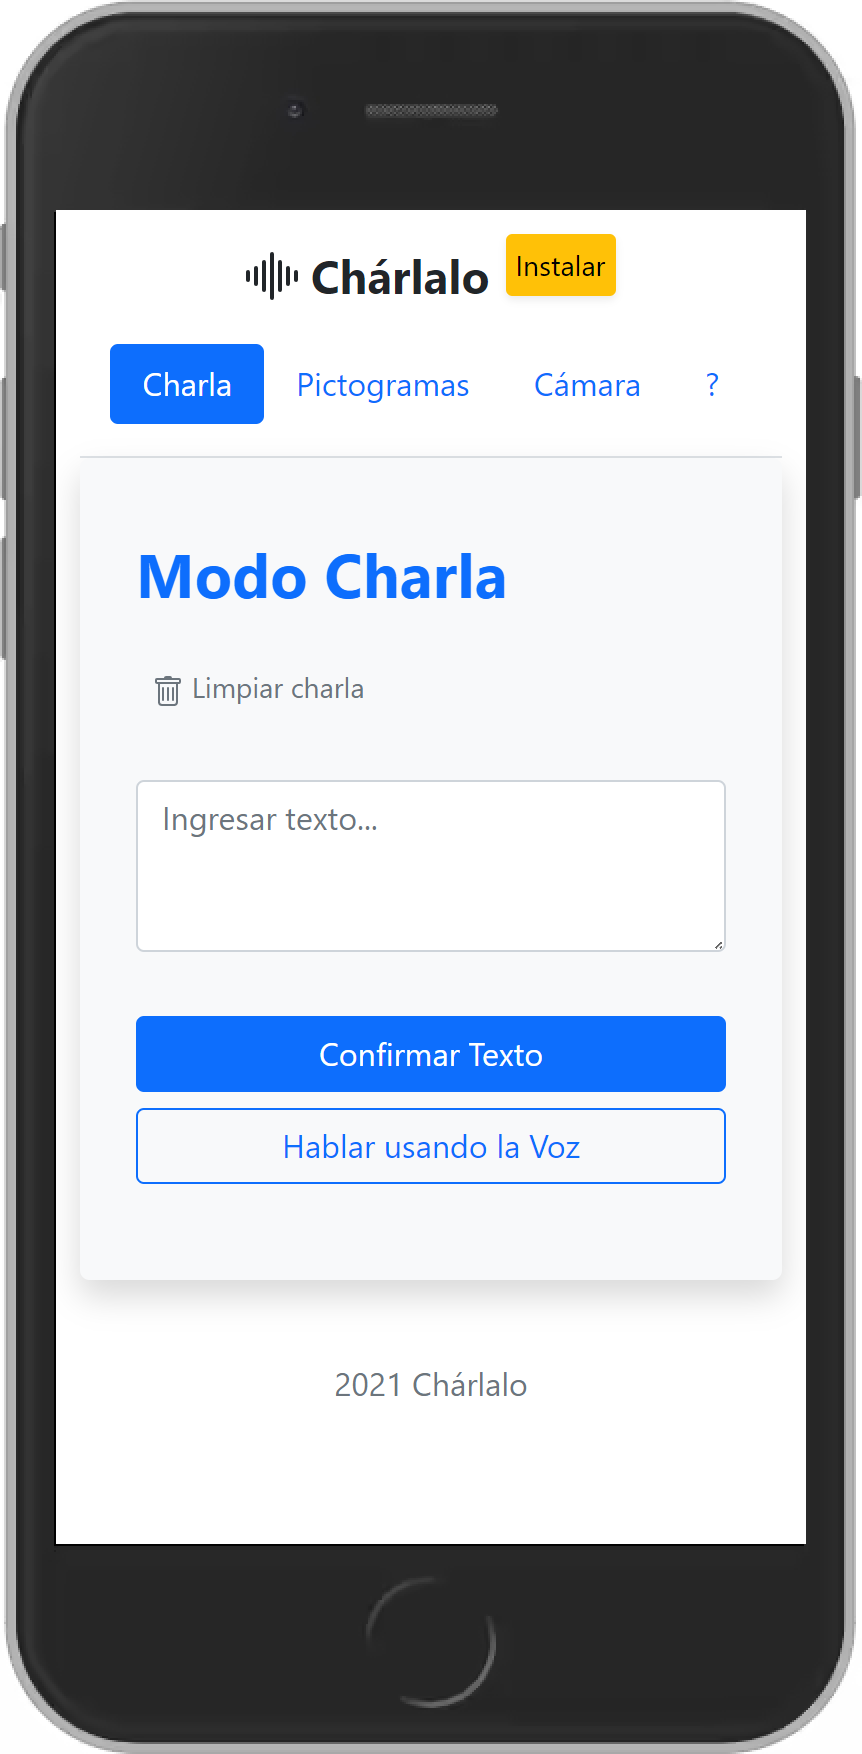 Chárlalo Instalar
Charla Pictogramas Cámara ?
Modo Charla
Limpiar charla
Ingresar texto...
Confirmar Texto
Hablar usando la Voz
2021 Chárlalo